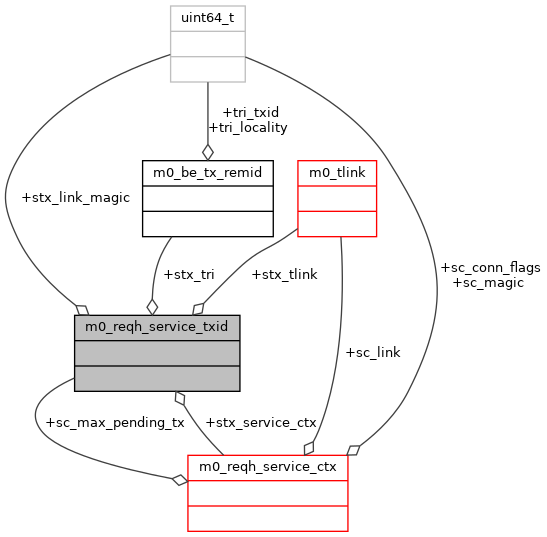 uint64_t
+tri_txid
+tri_locality
m0_be_tx_remid
m0_tlink
+stx_link_magic
+stx_tri
+stx_tlink
+sc_conn_flags
+sc_magic
m0_reqh_service_txid
+sc_link
+sc_max_pending_tx
+stx_service_ctx
m0_reqh_service_ctx